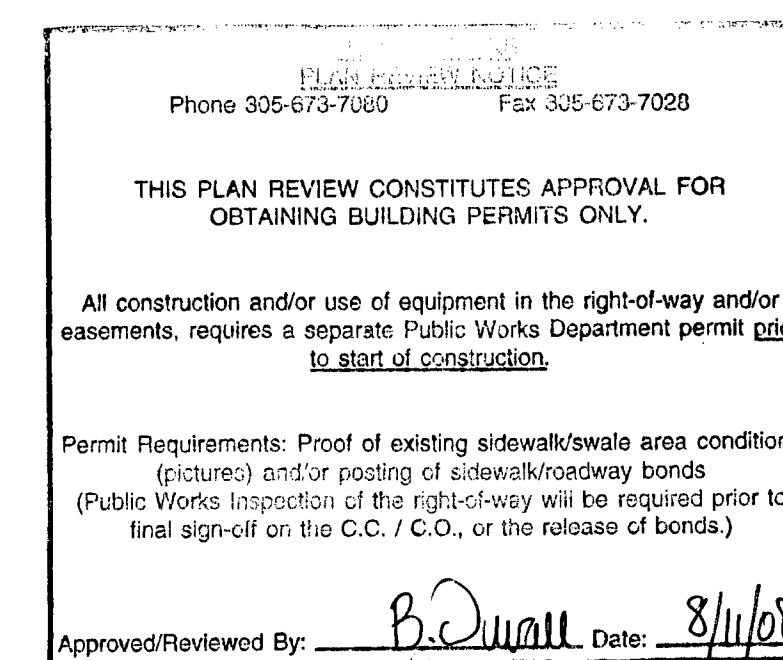 PLAN REVIEW NOTICE
Phone 305-673-7080 Fax 305-673-7028
THIS PLAN REVIEW CONSTITUTES APPROVAL FOR
OBTAINING BUILDING PERMITS ONLY.
All construction and/or use of equipment in the right-of-way and/or
easements, requires a separate Public Works Department permit prio
to start of construction.
Permit Requirements: Proof of existing sidewalk/swale area condition
(pictures) and/or posting of sidewalk/roadway bonds
(Public Works Inspection of the right-of-way will be required prior to
final sign-off on the C.C. / C.O., or the release of bonds.)
Approved/Reviewed By: B. Date: 8/11/08